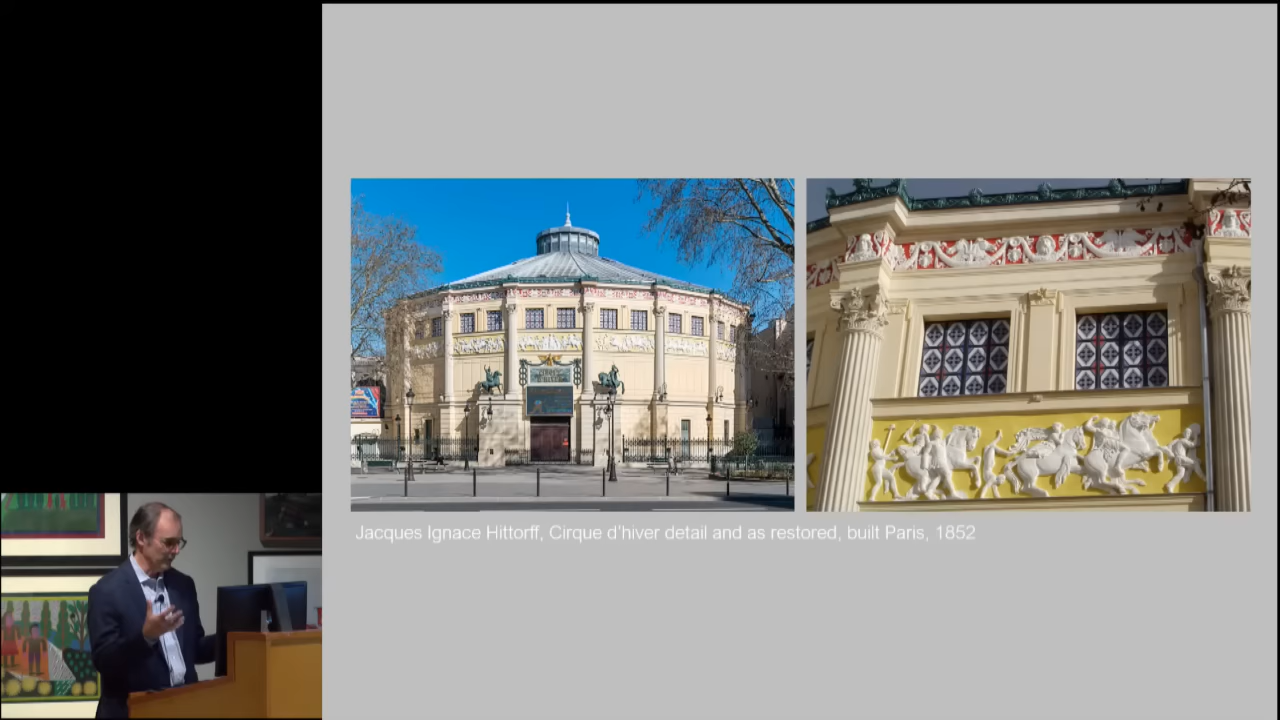 Jacques Ignace Hittorff, Cirque d'hiver detail and as restored, built Paris, 1852